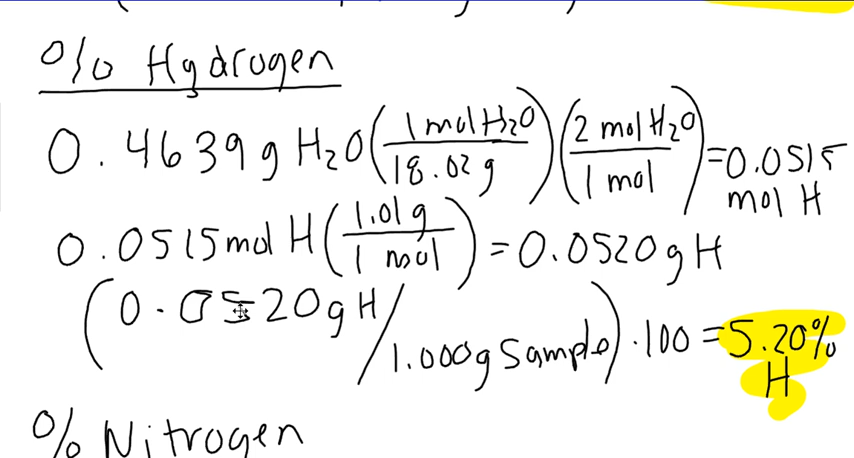 % Hydrogen
0.4639 g H₂O (1 mol H₂O / 18.02 g) (2 mol H₂O / 1 mol) = 0.0515 mol H
0.0515 mol H (1.01 g / 1 mol) = 0.0520 g H
(0.0520 g H / 1.000 g Sample) · 100 = 5.20% H
% Nitrogen